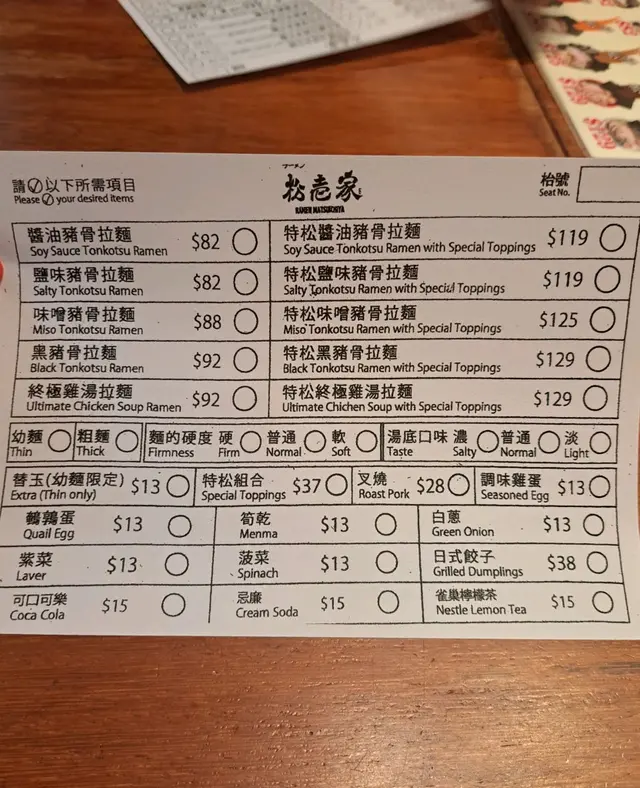 請✓以下所需項目
Please ✓ your desired items
ラーメン
松壱家
RAMEN MATSUICHIYA
枱號
Seat No.
醬油豬骨拉麵 $82
Soy Sauce Tonkotsu Ramen
特松醬油豬骨拉麵 $119
Soy Sauce Tonkotsu Ramen with Special Toppings
鹽味豬骨拉麵 $82
Salty Tonkotsu Ramen
特松鹽味豬骨拉麵 $119
Salty Tonkotsu Ramen with Special Toppings
味噌豬骨拉麵 $88
Miso Tonkotsu Ramen
特松味噌豬骨拉麵 $125
Miso Tonkotsu Ramen with Special Toppings
黑豬骨拉麵 $92
Black Tonkotsu Ramen
特松黑豬骨拉麵 $129
Black Tonkotsu Ramen with Special Toppings
終極雞湯拉麵 $92
Ultimate Chicken Soup Ramen
特松終極雞湯拉麵 $129
Ultimate Chichen Soup with Special Toppings
幼麵 粗麵 麵的硬度 硬 普通 軟 湯底口味 濃 普通 淡
Thin Thick Firmness Firm Normal Soft Taste Salty Normal Light
替玉(幼麵限定) $13 特松組合 $37 叉燒 $28 調味雞蛋 $13
Extra (Thin only) Special Toppings Roast Pork Seasoned Egg
鵪鶉蛋 $13 筍乾 $13 白蔥 $13
Quail Egg Menma Green Onion
紫菜 $13 菠菜 $13 日式餃子 $38
Laver Spinach Grilled Dumplings
可口可樂 $15 忌廉 $15 雀巢檸檬茶 $15
Coca Cola Cream Soda Nestle Lemon Tea